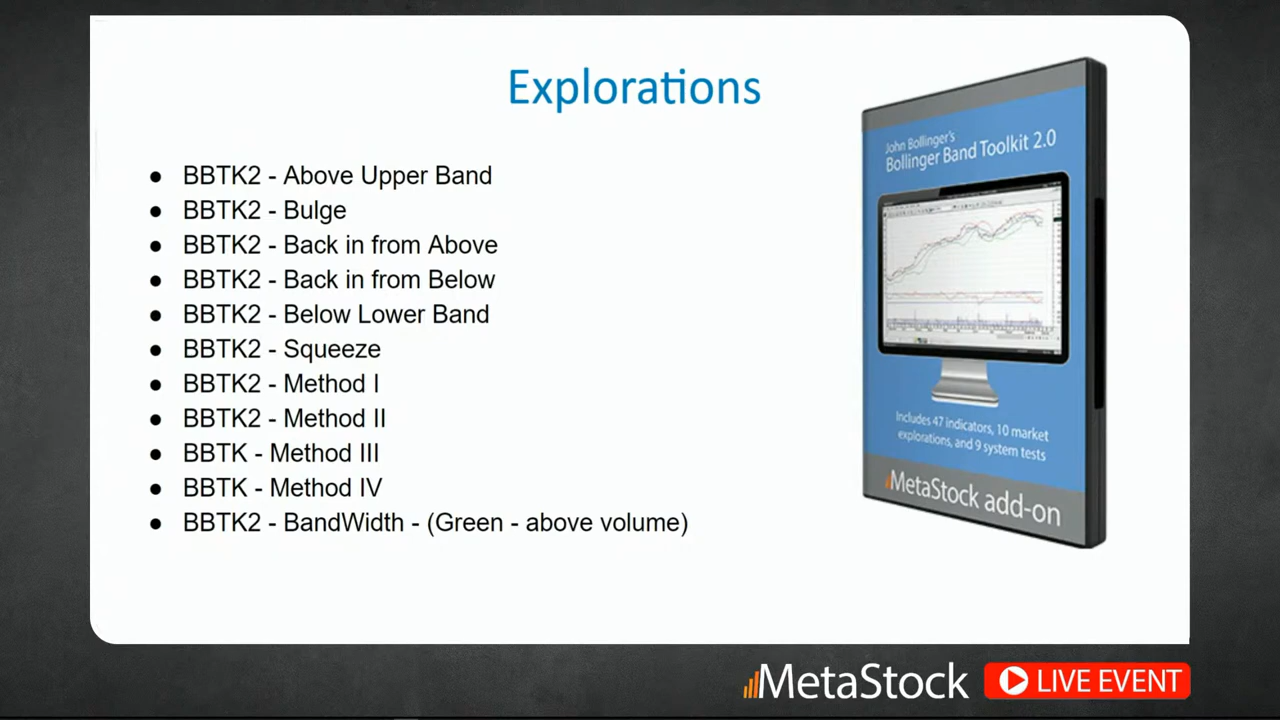 Explorations
● BBTK2 - Above Upper Band
● BBTK2 - Bulge
● BBTK2 - Back in from Above
● BBTK2 - Back in from Below
● BBTK2 - Below Lower Band
● BBTK2 - Squeeze
● BBTK2 - Method I
● BBTK2 - Method II
● BBTK - Method III
● BBTK - Method IV
● BBTK2 - BandWidth - (Green - above volume)
John Bollinger's
Bollinger Band Toolkit 2.0
Includes 47 indicators, 10 market
explorations, and 9 system tests
MetaStock add-on
MetaStock
LIVE EVENT